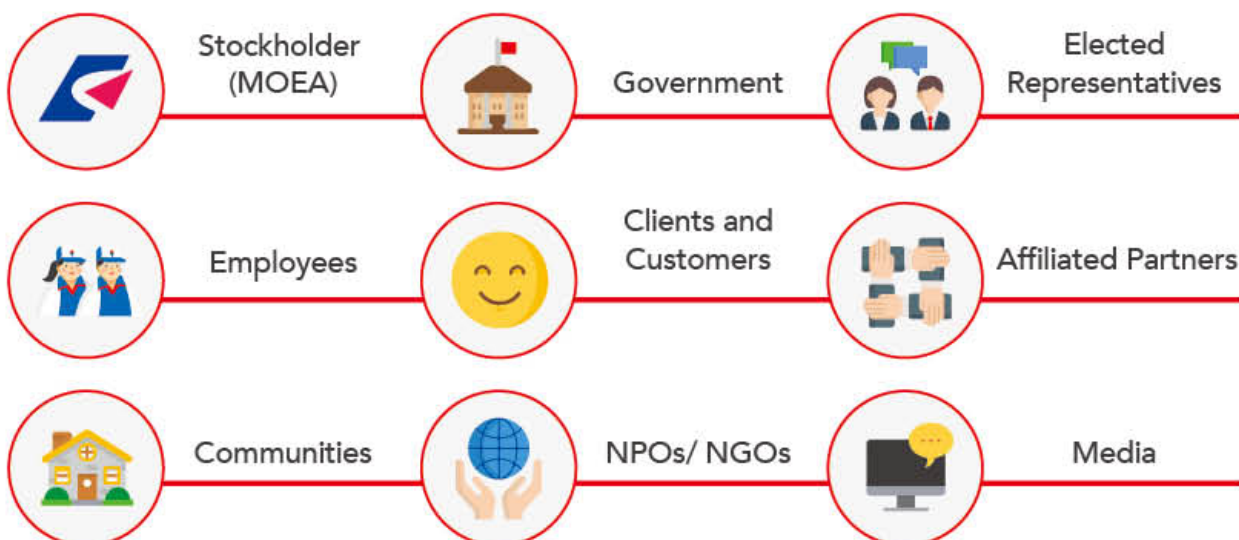 Stockholder
(MOEA)
Government
Elected
Representatives
Employees
Clients and
Customers
Affiliated Partners
Communities
NPOs/ NGOs
Media